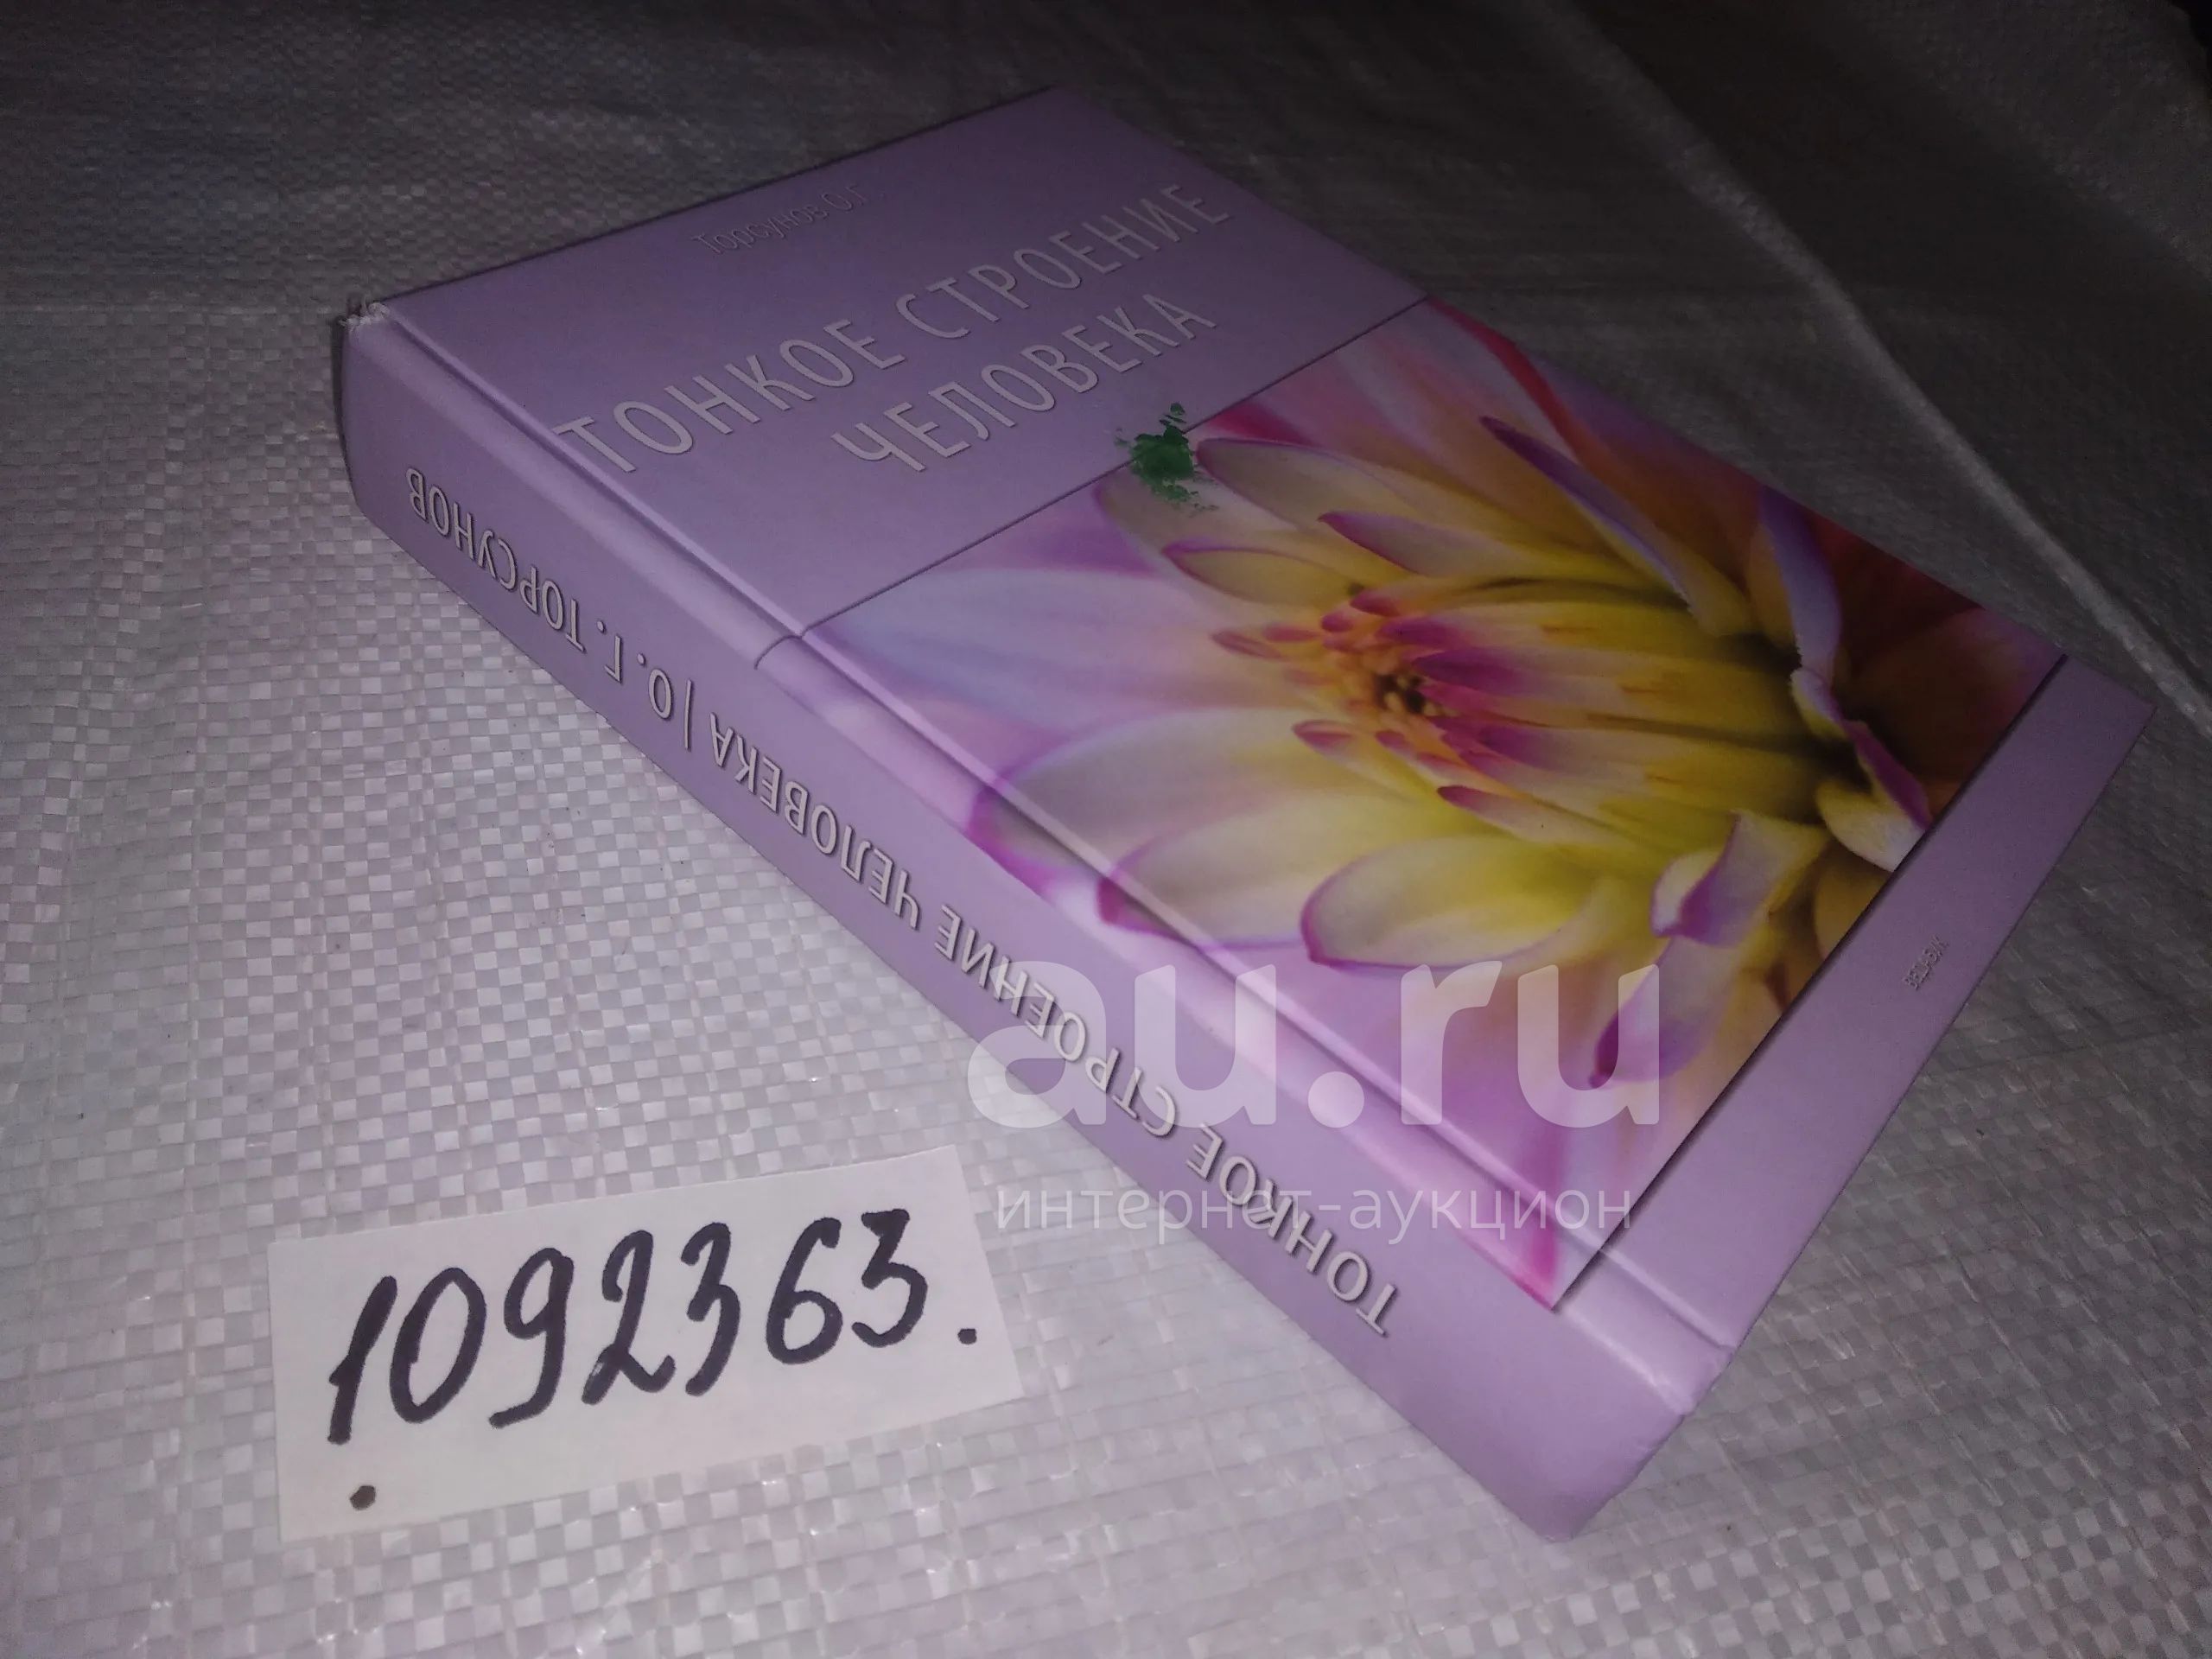 Торсунов О.Г.
ТОНКОЕ СТРОЕНИЕ
ЧЕЛОВЕКА
ТОНКОЕ СТРОЕНИЕ ЧЕЛОВЕКА | О. Г. ТОРСУНОВ
au.ru
интернет-аукцион
1092363.